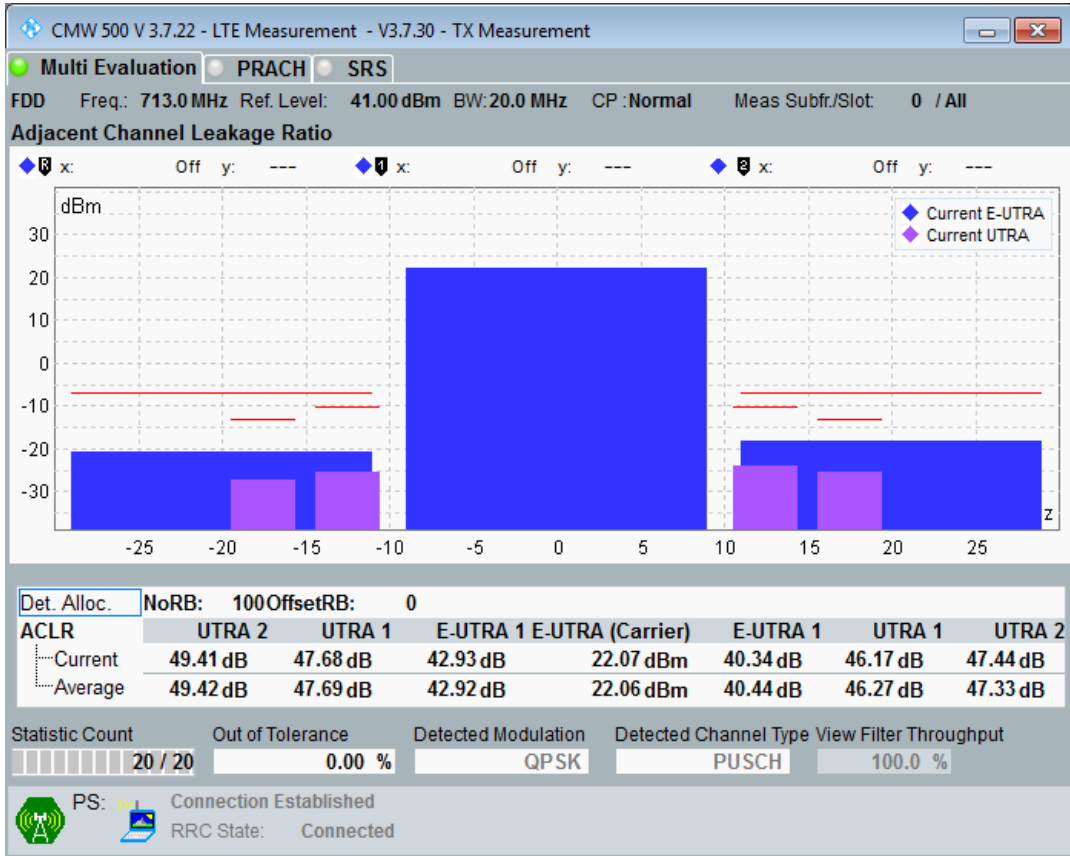 CMW 500 V 3.7.22 - LTE Measurement - V3.7.30 - TX Measurement
Multi Evaluation PRACH SRS
FDD Freq.: 713.0 MHz Ref. Level: 41.00 dBm BW: 20.0 MHz CP : Normal Meas Subfr./Slot: 0 / All
Adjacent Channel Leakage Ratio
R x: Off y: --- 1 x: Off y: --- 2 x: Off y: ---
dBm
Current E-UTRA
Current UTRA
30
20
10
0
-10
-20
-30
z
-25 -20 -15 -10 -5 0 5 10 15 20 25
Det. Alloc. NoRB: 100 OffsetRB: 0
ACLR UTRA 2 UTRA 1 E-UTRA 1 E-UTRA (Carrier) E-UTRA 1 UTRA 1 UTRA 2
Current 49.41 dB 47.68 dB 42.93 dB 22.07 dBm 40.34 dB 46.17 dB 47.44 dB
Average 49.42 dB 47.69 dB 42.92 dB 22.06 dBm 40.44 dB 46.27 dB 47.33 dB
Statistic Count Out of Tolerance Detected Modulation Detected Channel Type View Filter Throughput
20 / 20 0.00 % QPSK PUSCH 100.0 %
PS: Connection Established
RRC State: Connected